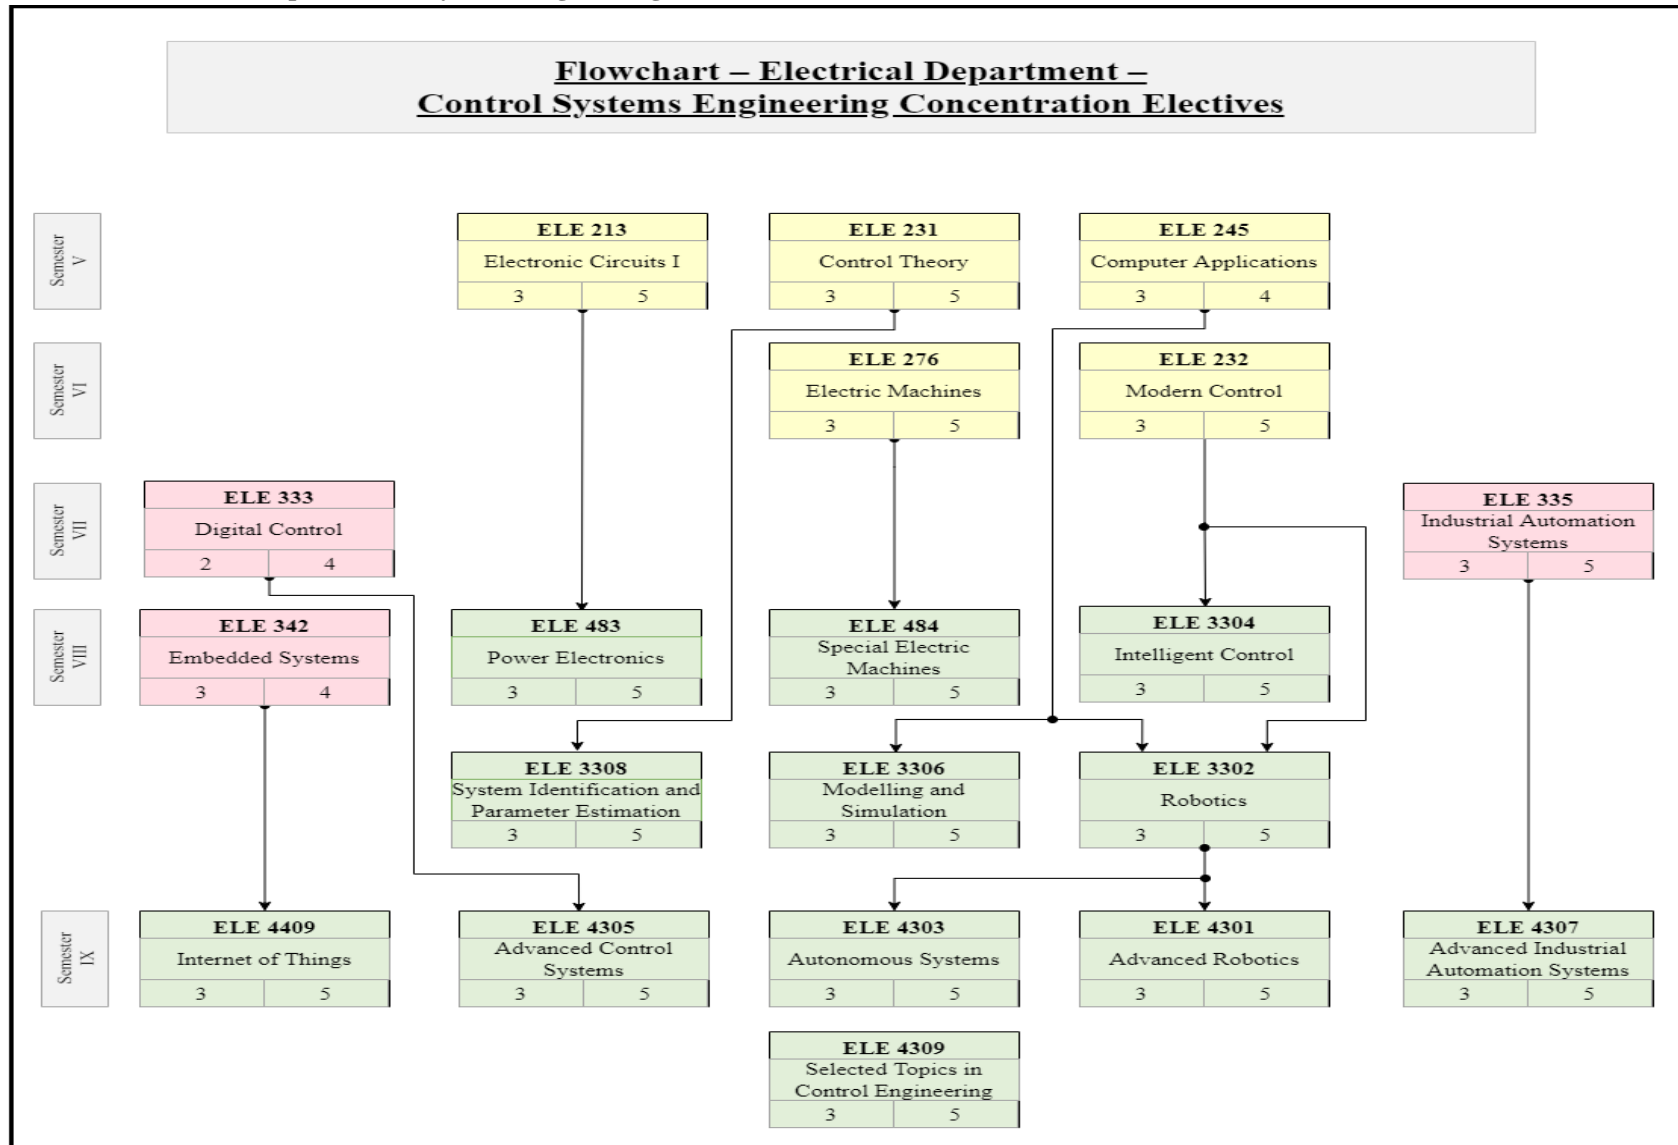 Flowchart – Electrical Department –
Control Systems Engineering Concentration Electives
Semester
V
ELE 213
Electronic Circuits I
3 5
ELE 231
Control Theory
3 5
ELE 245
Computer Applications
3 4
Semester
VI
ELE 276
Electric Machines
3 5
ELE 232
Modern Control
3 5
Semester
VII
ELE 333
Digital Control
2 4
ELE 335
Industrial Automation
Systems
3 5
Semester
VIII
ELE 342
Embedded Systems
3 4
ELE 483
Power Electronics
3 5
ELE 484
Special Electric
Machines
3 5
ELE 3304
Intelligent Control
3 5
ELE 3308
System Identification and
Parameter Estimation
3 5
ELE 3306
Modelling and
Simulation
3 5
ELE 3302
Robotics
3 5
Semester
IX
ELE 4409
Internet of Things
3 5
ELE 4305
Advanced Control
Systems
3 5
ELE 4303
Autonomous Systems
3 5
ELE 4301
Advanced Robotics
3 5
ELE 4307
Advanced Industrial
Automation Systems
3 5
ELE 4309
Selected Topics in
Control Engineering
3 5